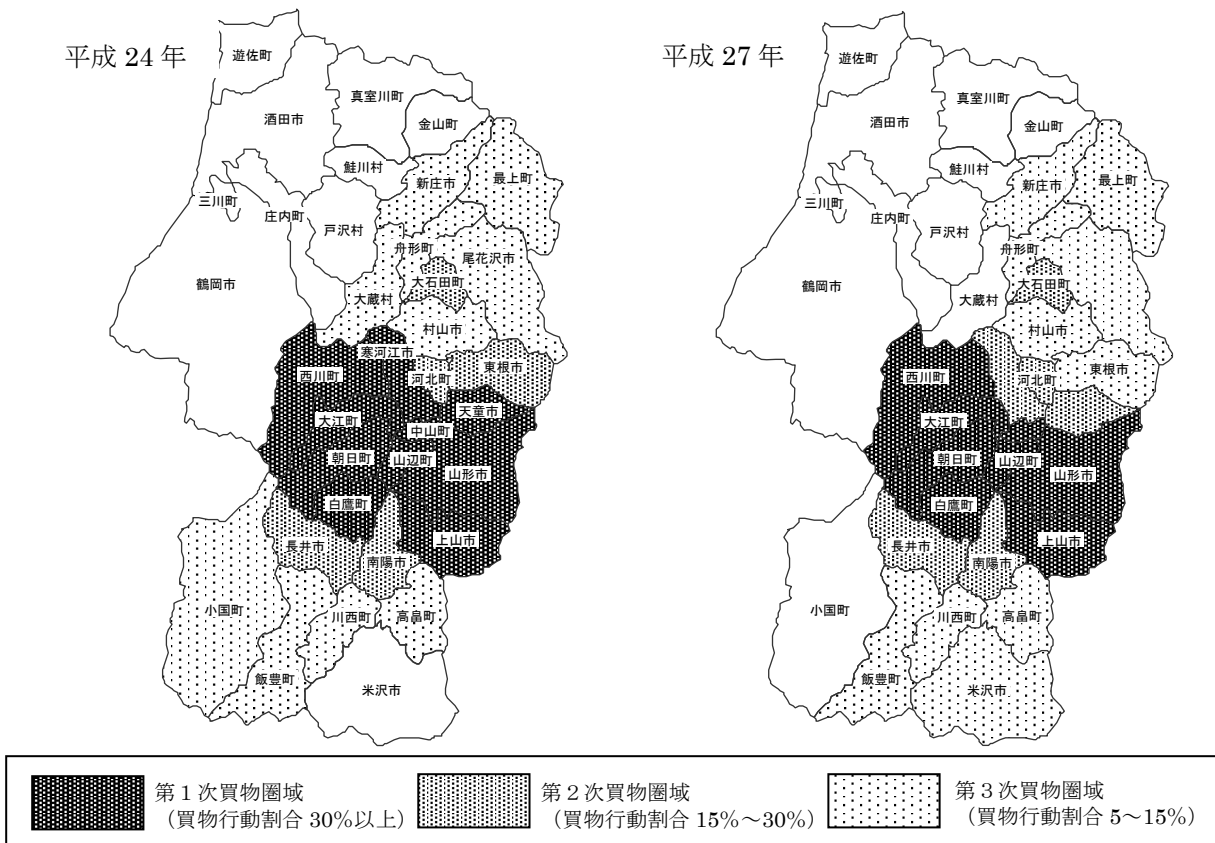 平成 24 年
遊佐町
真室川町
酒田市
金山町
鮭川村
新庄市
最上町
三川町
庄内町
戸沢村
舟形町
尾花沢市
鶴岡市
大石田町
大蔵村
村山市
寒河江市
西川町
河北町
東根市
大江町
天童市
中山町
朝日町
山辺町
山形市
白鷹町
上山市
長井市
南陽市
小国町
川西町
高畠町
飯豊町
米沢市
平成 27 年
遊佐町
真室川町
酒田市
金山町
鮭川村
新庄市
最上町
三川町
庄内町
戸沢村
舟形町
鶴岡市
大石田町
大蔵村
村山市
西川町
河北町
東根市
大江町
朝日町
山辺町
山形市
白鷹町
上山市
長井市
南陽市
小国町
川西町
高畠町
飯豊町
米沢市
第１次買物圏域
（買物行動割合 30%以上）
第２次買物圏域
（買物行動割合 15%～30%）
第３次買物圏域
（買物行動割合 5～15%）